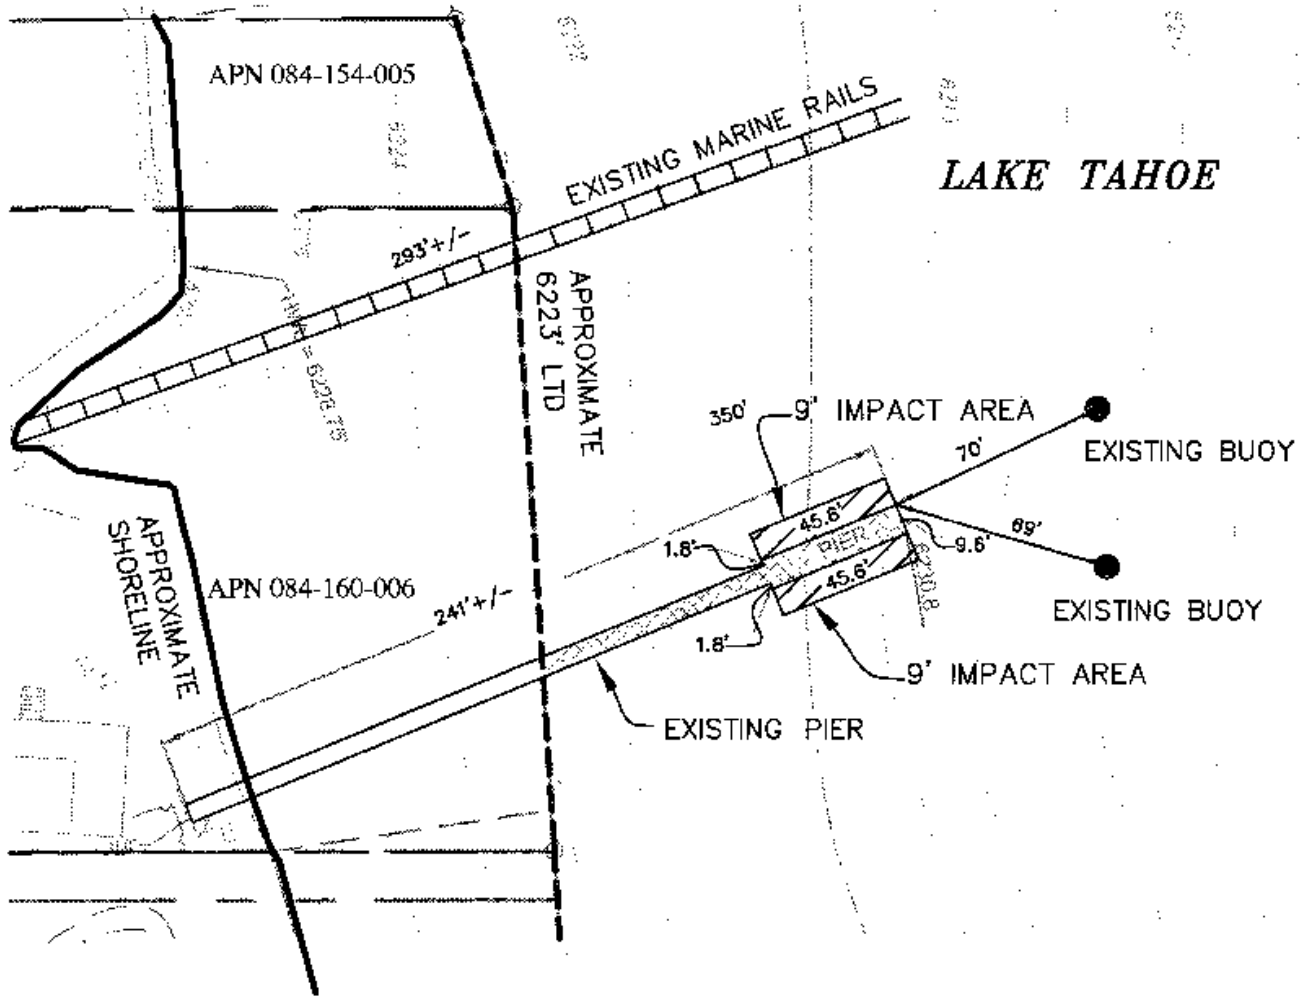 APN 084-154-005
EXISTING MARINE RAILS
LAKE TAHOE
293'+/-
APPROXIMATE
6223' LTD
350'
9' IMPACT AREA
70'
EXISTING BUOY
45.6'
PIER
1.8'
69'
9.6'
45.6'
EXISTING BUOY
1.8'
9' IMPACT AREA
APPROXIMATE
SHORELINE
APN 084-160-006
241'+/-
EXISTING PIER